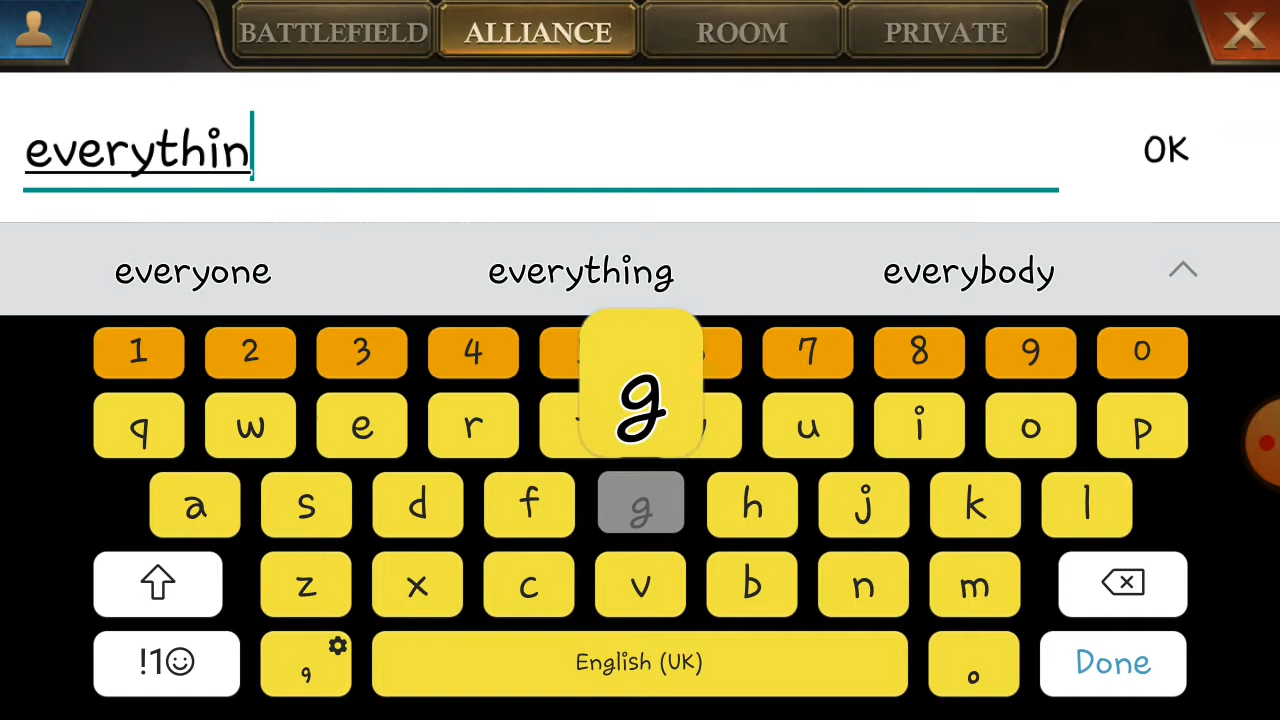 BATTLEFIELD ALLIANCE ROOM PRIVATE X
everythin OK
everyone everything everybody
1 2 3 4 7 8 9 0
g
q w e r u i o p
a s d f g h j k l
z x c v b n m
!1☺ , English (UK) . Done